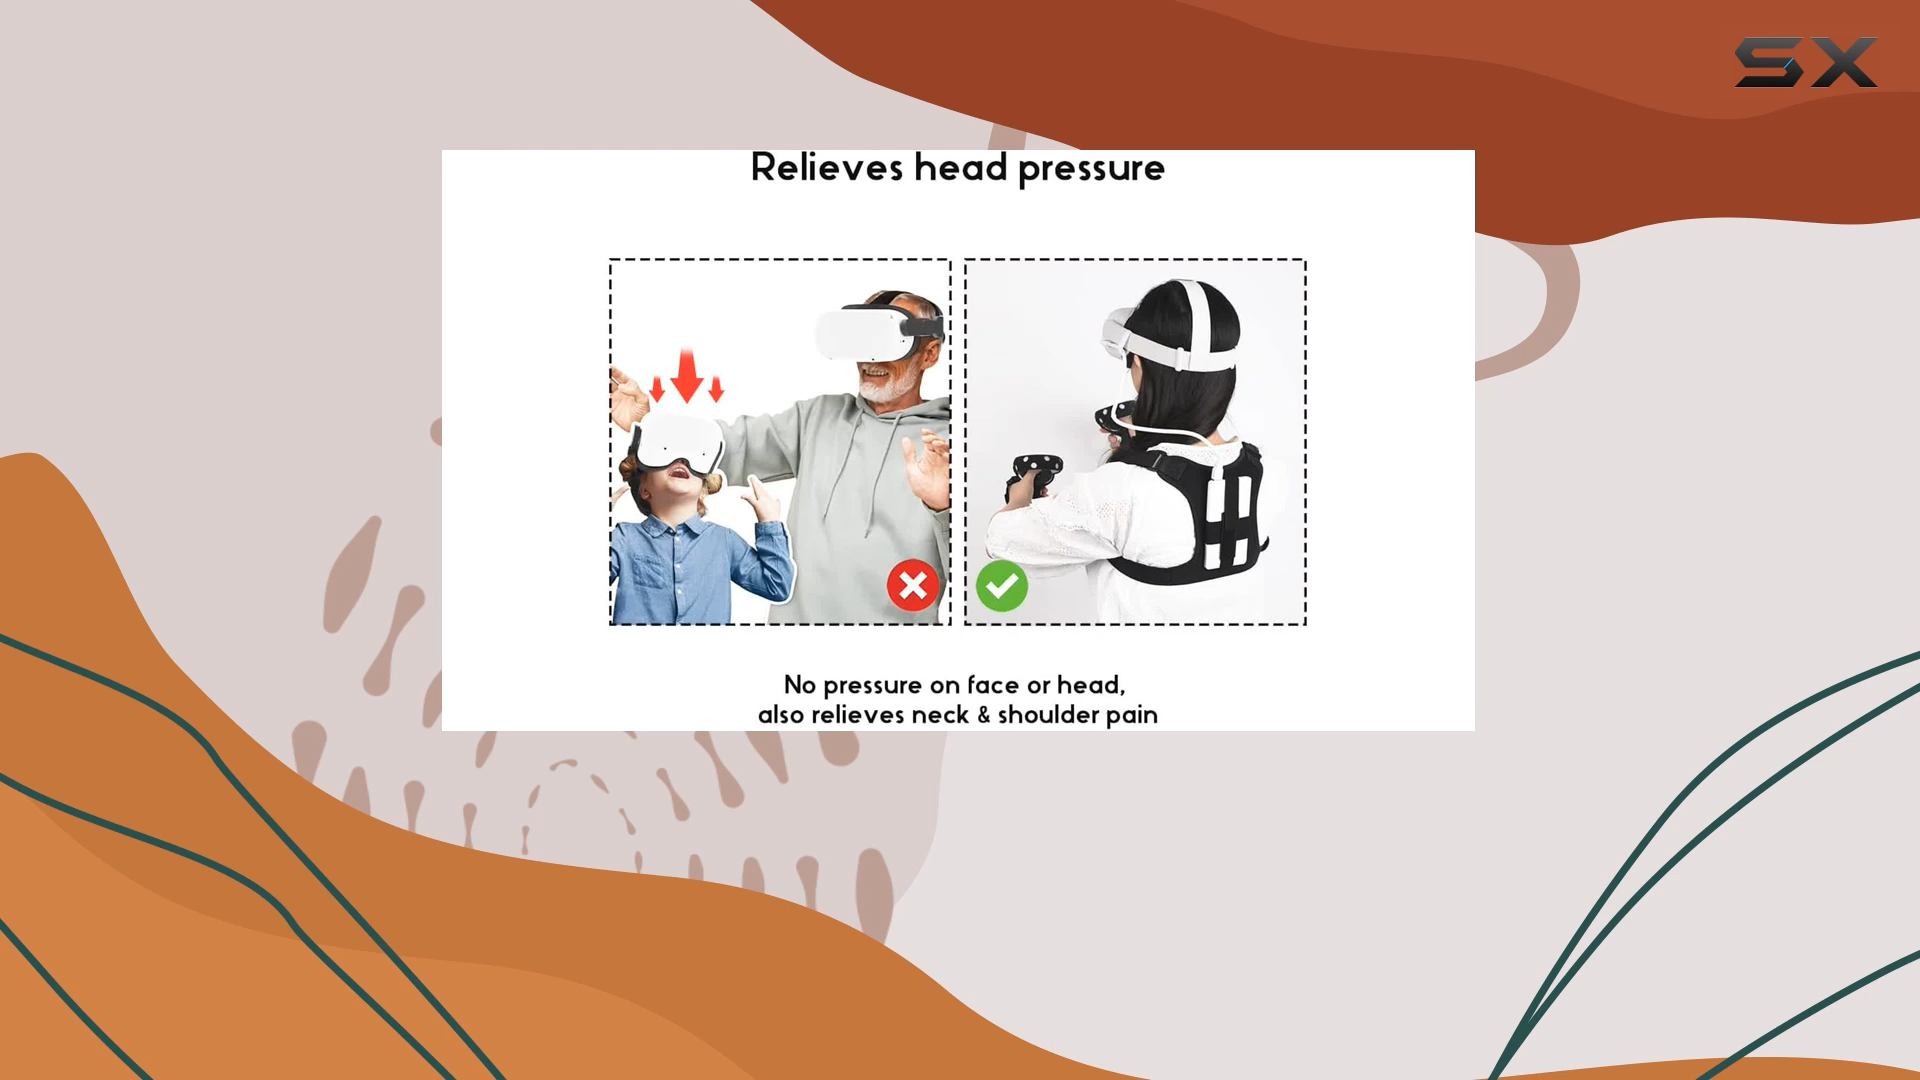 SX
Relieves head pressure
No pressure on face or head,
also relieves neck & shoulder pain